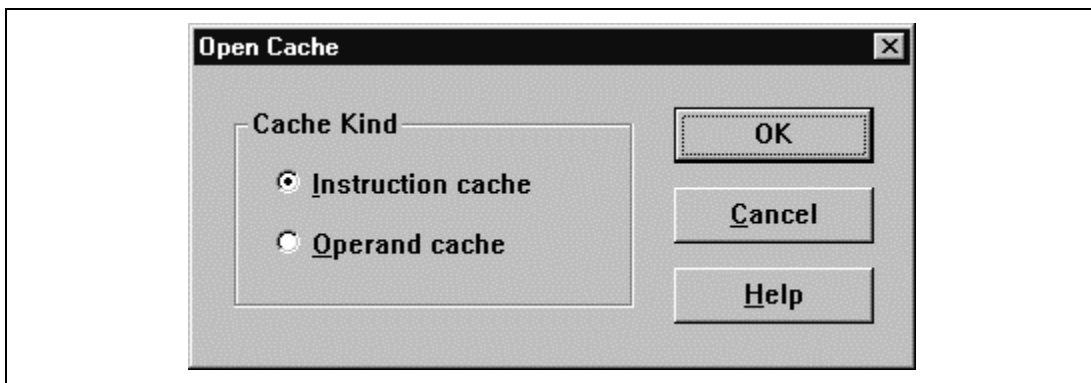 Open Cache
Cache Kind
Instruction cache
Operand cache
OK
Cancel
Help